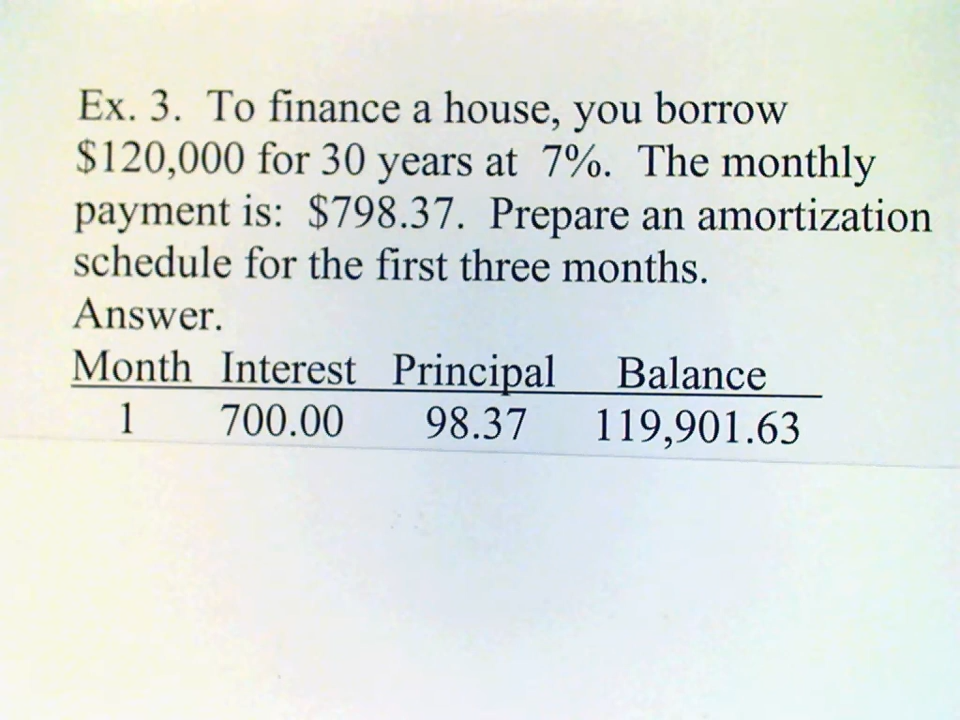 Ex. 3. To finance a house, you borrow
$120,000 for 30 years at 7%. The monthly
payment is: $798.37. Prepare an amortization
schedule for the first three months.
Answer.
Month Interest Principal Balance
1 700.00 98.37 119,901.63